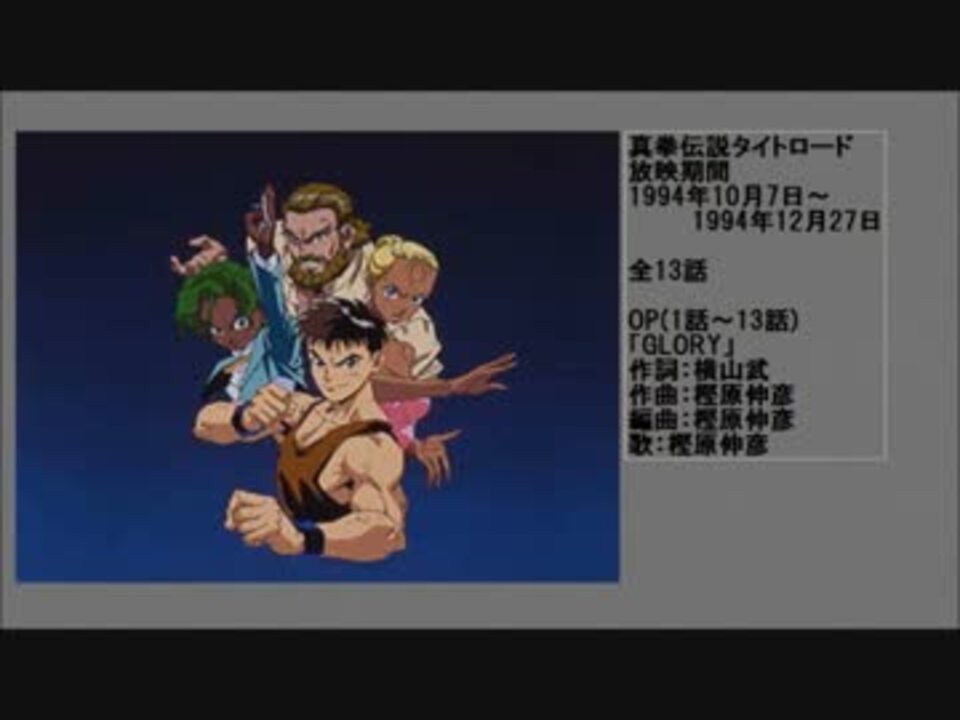 真拳伝説タイトロード
放映期間
1994年10月7日～
1994年12月27日
全13話
OP(1話～13話)
「GLORY」
作詞:横山武
作曲:樫原伸彦
編曲:樫原伸彦
歌:樫原伸彦